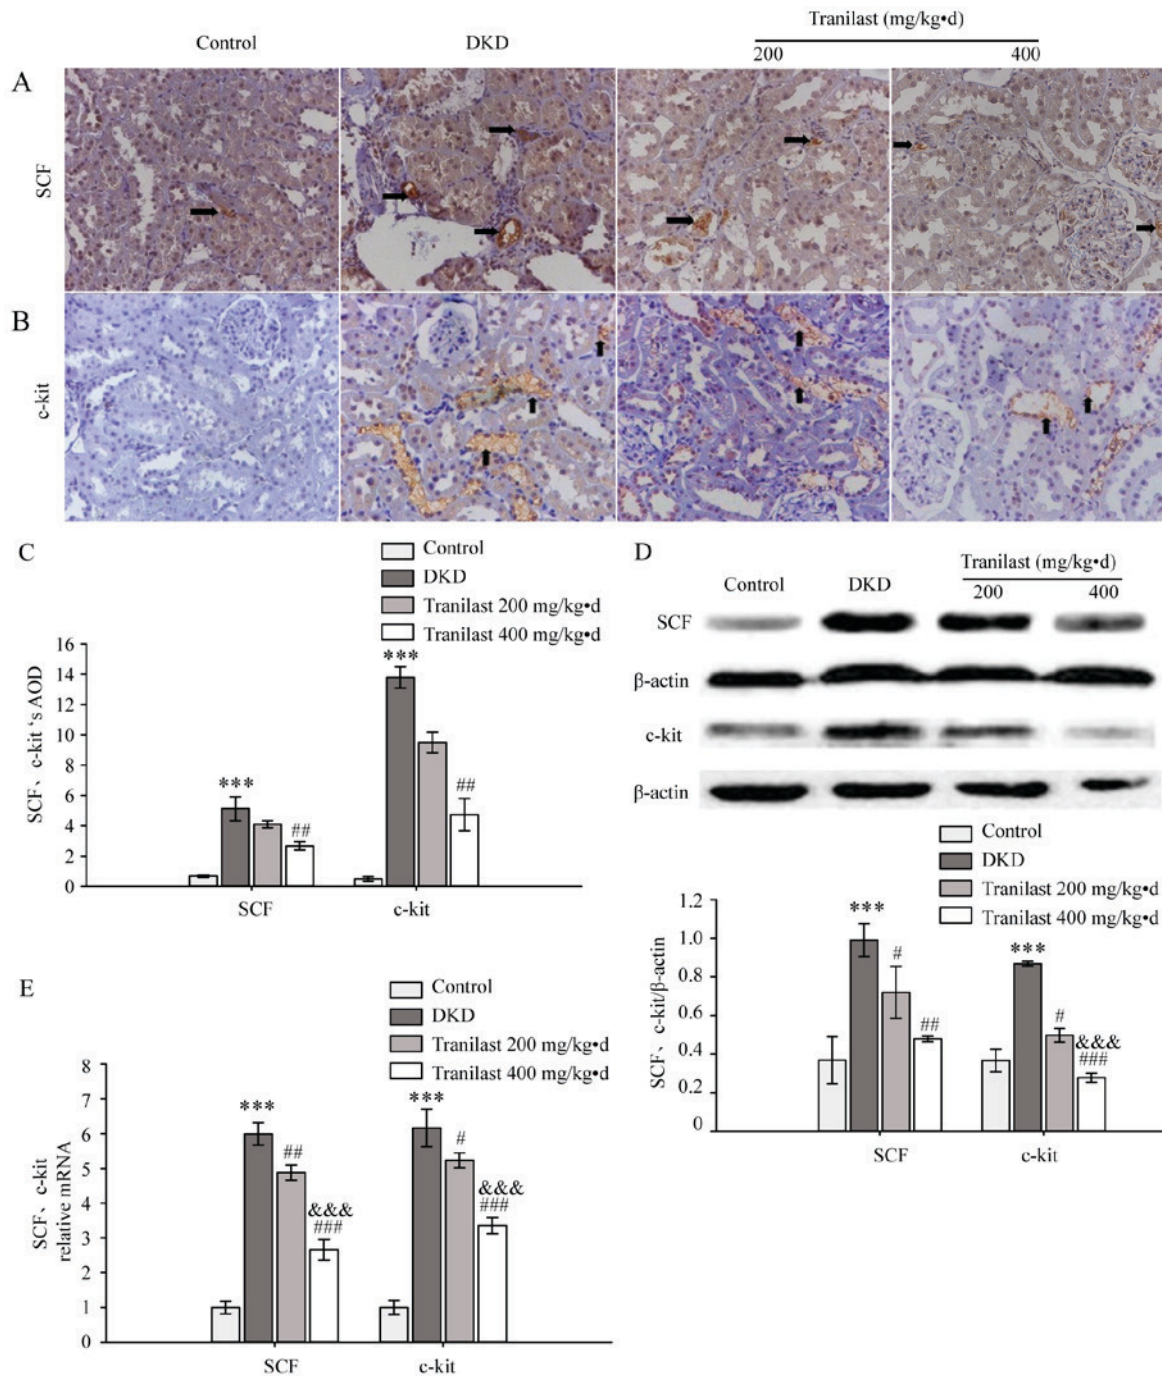 Tranilast (mg/kg•d)
Control DKD 200 400
A
SCF
B
c-kit
C
Control
DKD
Tranilast 200 mg/kg•d
Tranilast 400 mg/kg•d
SCF、c-kit 's AOD
16
14
12
10
8
6
4
2
0
***
##
***
##
SCF c-kit
D
Tranilast (mg/kg•d)
Control DKD 200 400
SCF
β-actin
c-kit
β-actin
Control
DKD
Tranilast 200 mg/kg•d
Tranilast 400 mg/kg•d
SCF、c-kit/β-actin
1.2
1.0
0.8
0.6
0.4
0.2
0
***
#
##
***
#
&&&
###
SCF c-kit
E
Control
DKD
Tranilast 200 mg/kg•d
Tranilast 400 mg/kg•d
SCF、c-kit
relative mRNA
8
7
6
5
4
3
2
1
0
***
##
&&&
###
***
#
&&&
###
SCF c-kit